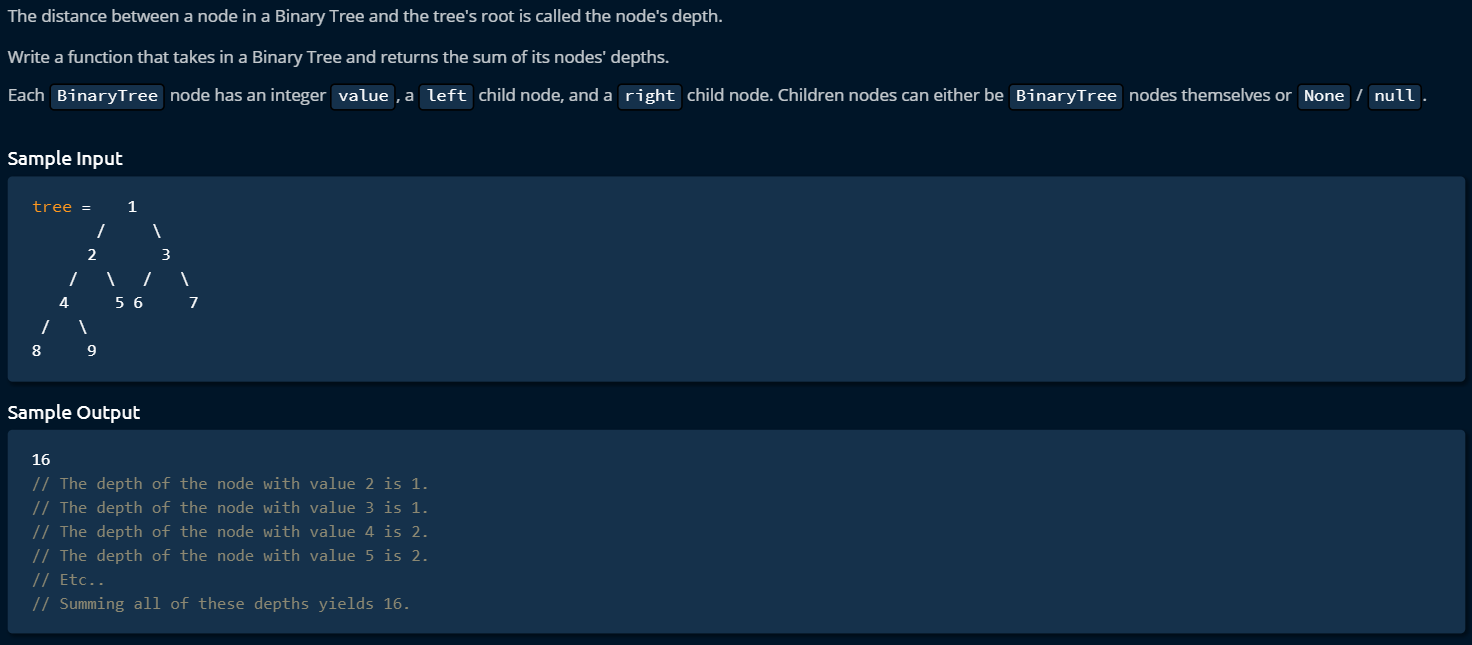 The distance between a node in a Binary Tree and the tree's root is called the node's depth.
Write a function that takes in a Binary Tree and returns the sum of its nodes' depths.
Each BinaryTree node has an integer value, a left child node, and a right child node. Children nodes can either be BinaryTree nodes themselves or None / null.
Sample Input
tree =    1
       /     \
      2       3
    /   \   /   \
   4     5 6     7
 /   \
8     9
Sample Output
16
// The depth of the node with value 2 is 1.
// The depth of the node with value 3 is 1.
// The depth of the node with value 4 is 2.
// The depth of the node with value 5 is 2.
// Etc..
// Summing all of these depths yields 16.